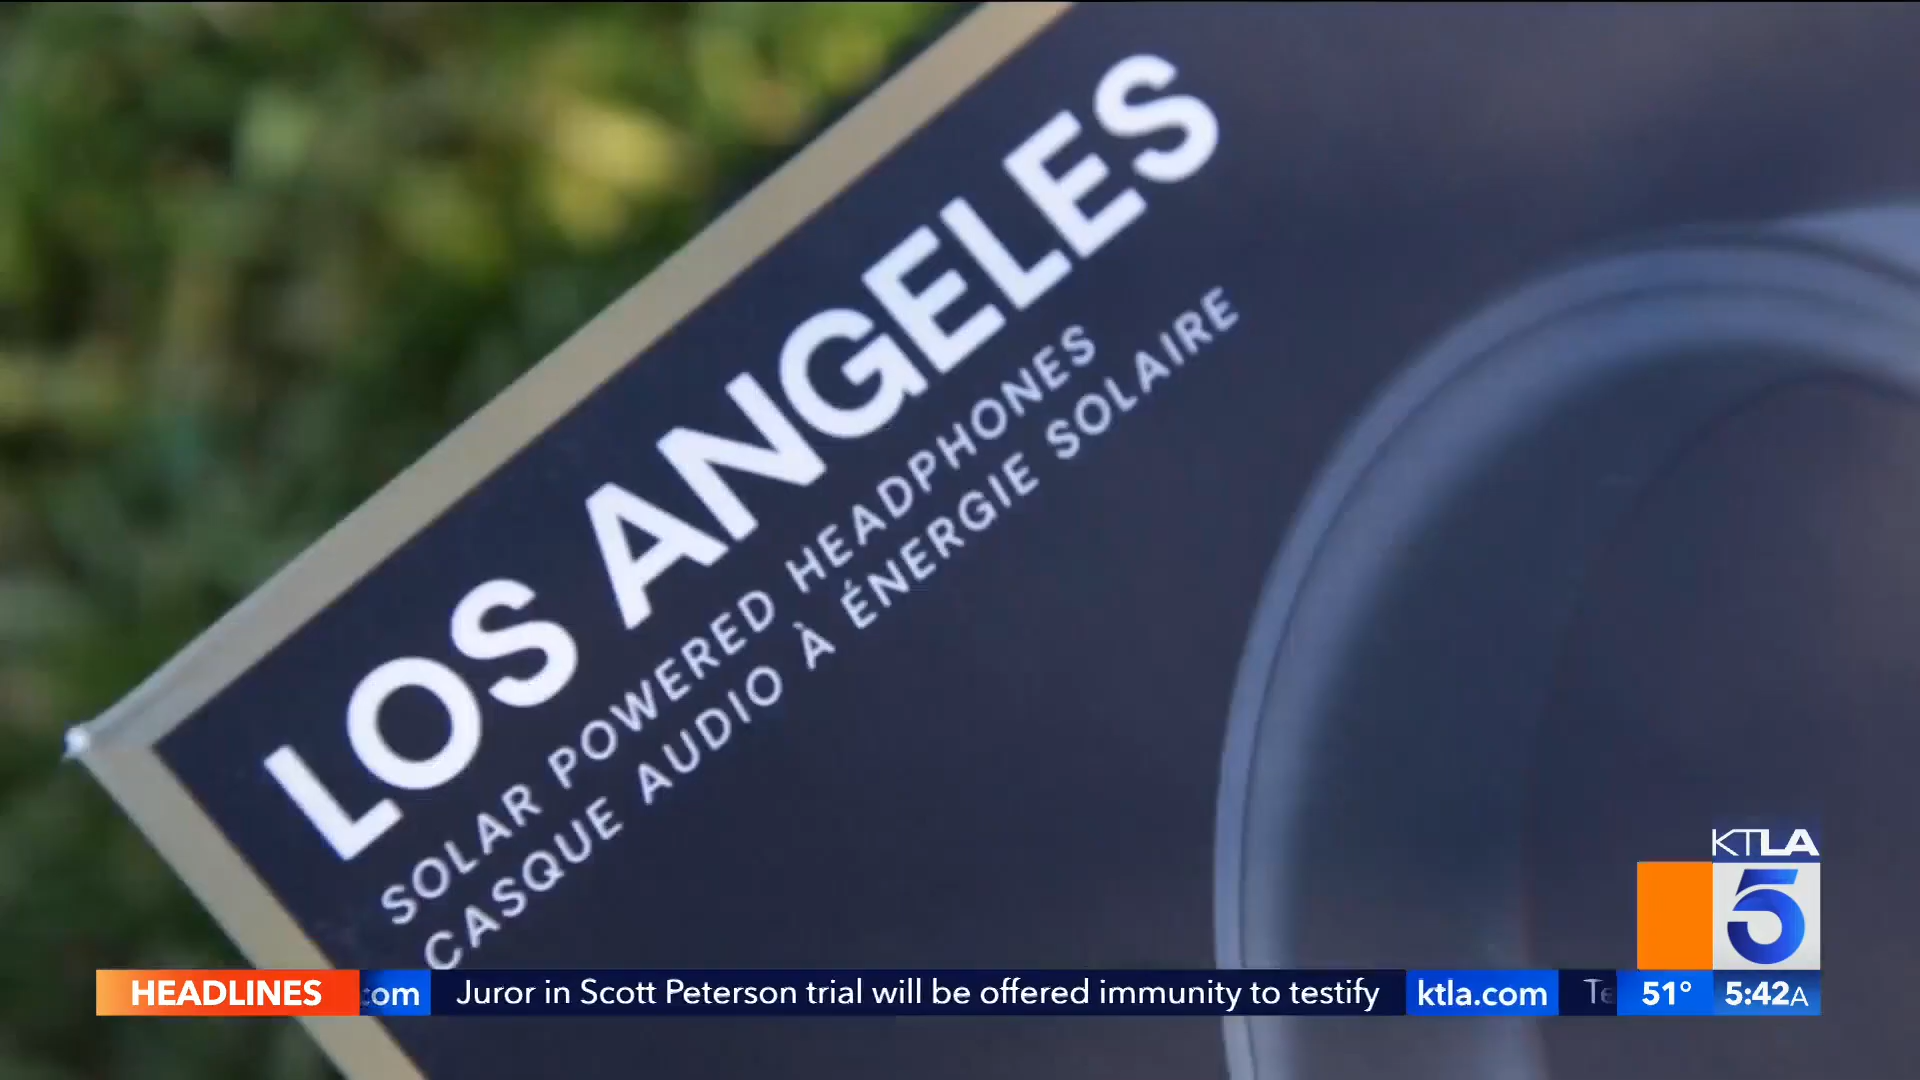 LOS ANGELES
SOLAR POWERED HEADPHONES
CASQUE AUDIO À ÉNERGIE SOLAIRE
KTLA
5
HEADLINES
com
Juror in Scott Peterson trial will be offered immunity to testify
ktla.com
51°
5:42A